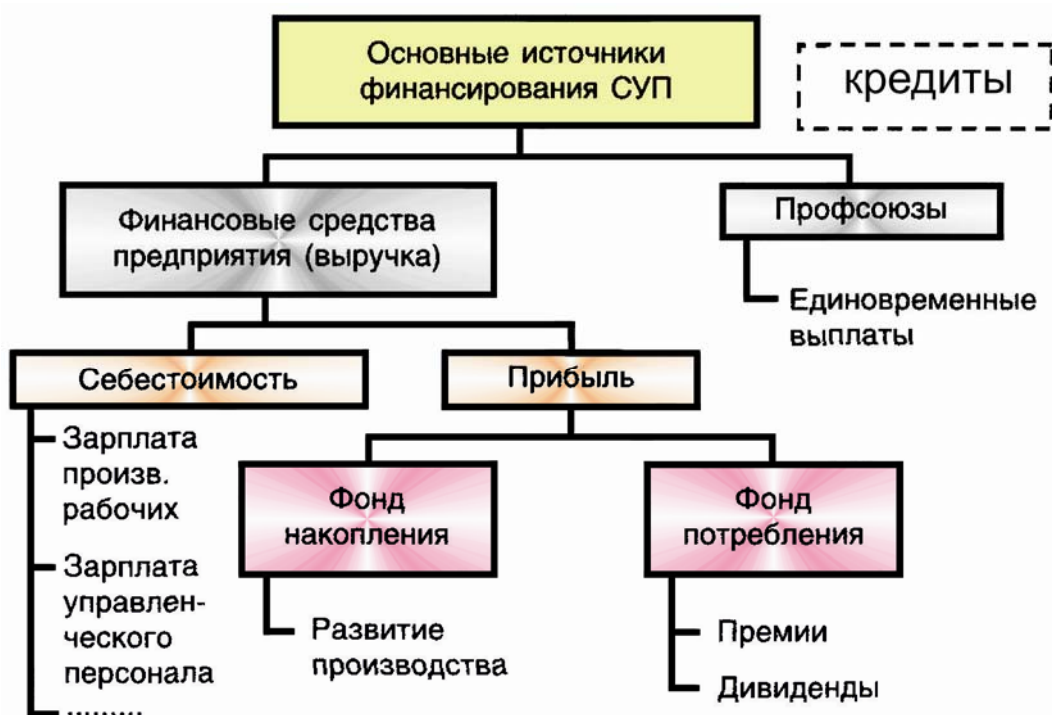 Основные источники
финансирования СУП
кредиты
Финансовые средства
предприятия (выручка)
Профсоюзы
Единовременные
выплаты
Себестоимость
Прибыль
Зарплата
произв.
рабочих
Зарплата
управлен-
ческого
персонала
........
Фонд
накопления
Развитие
производства
Фонд
потребления
Премии
Дивиденды